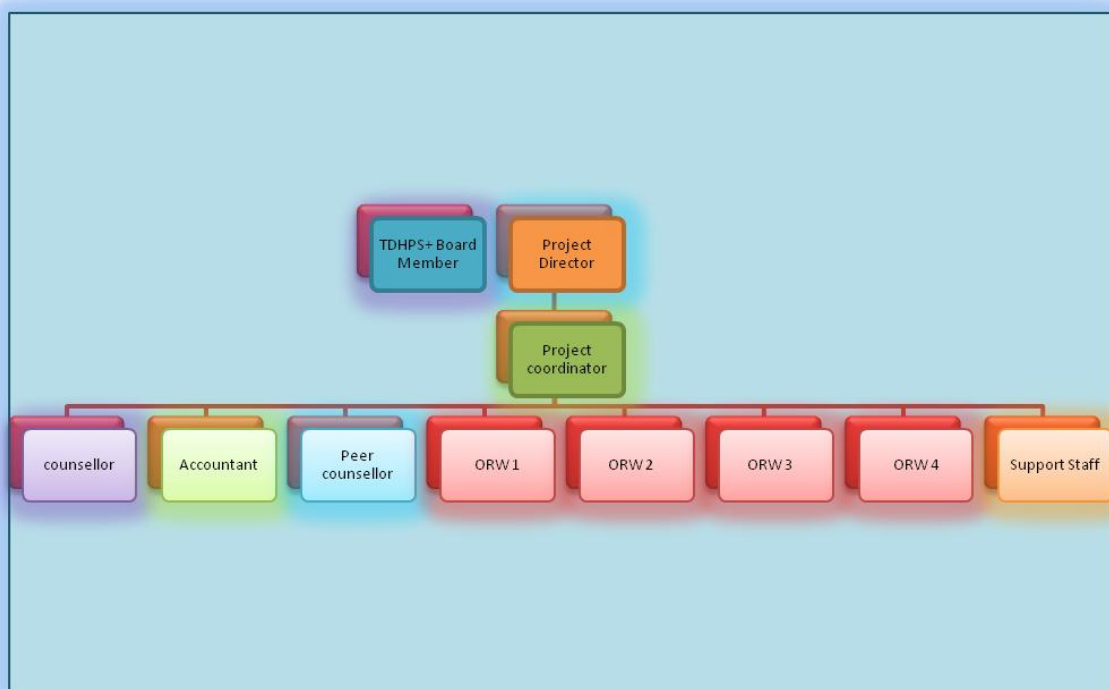 TDHPS+ Board
Member
Project
Director
Project
coordinator
counsellor
Accountant
Peer
counsellor
ORW 1
ORW 2
ORW 3
ORW 4
Support Staff